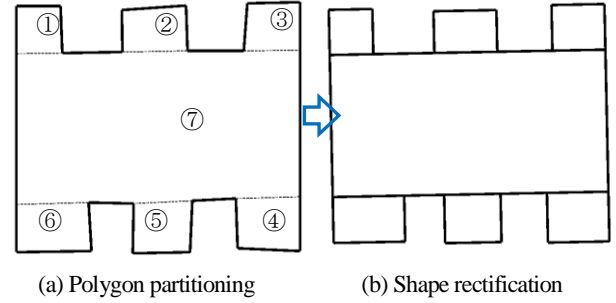 ① ② ③
⑦
⑥ ⑤ ④
(a) Polygon partitioning (b) Shape rectification